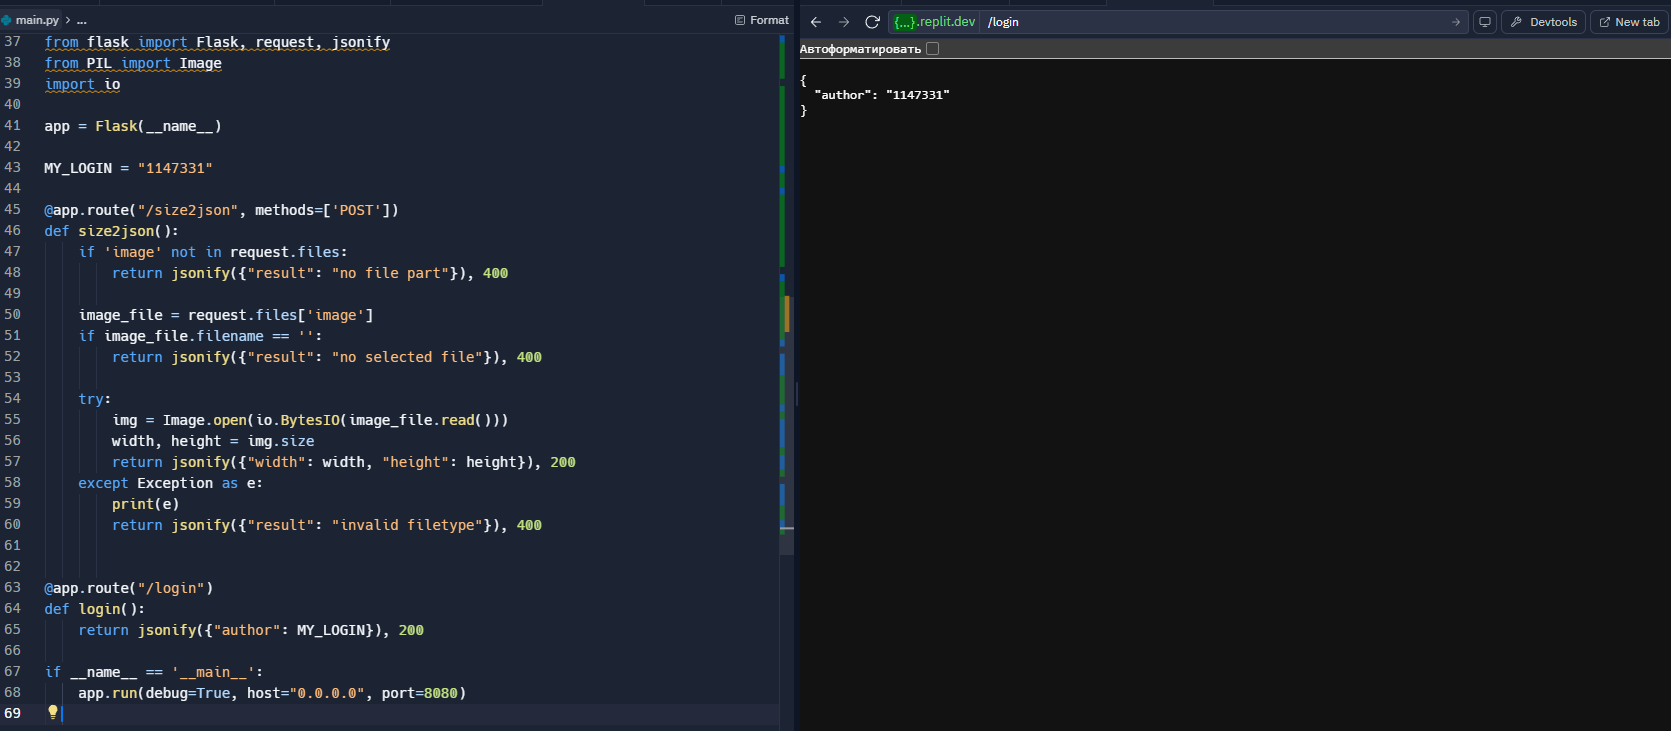 main.py > ...
Format
37 from flask import Flask, request, jsonify
38 from PIL import Image
39 import io
40
41 app = Flask(__name__)
42
43 MY_LOGIN = "1147331"
44
45 @app.route("/size2json", methods=['POST'])
46 def size2json():
47     if 'image' not in request.files:
48         return jsonify({"result": "no file part"}), 400
49
50     image_file = request.files['image']
51     if image_file.filename == '':
52         return jsonify({"result": "no selected file"}), 400
53
54     try:
55         img = Image.open(io.BytesIO(image_file.read()))
56         width, height = img.size
57         return jsonify({"width": width, "height": height}), 200
58     except Exception as e:
59         print(e)
60         return jsonify({"result": "invalid filetype"}), 400
61
62
63 @app.route("/login")
64 def login():
65     return jsonify({"author": MY_LOGIN}), 200
66
67 if __name__ == '__main__':
68     app.run(debug=True, host="0.0.0.0", port=8080)
69
{...}.replit.dev /login
Devtools
New tab
Автоформатировать
{
  "author": "1147331"
}